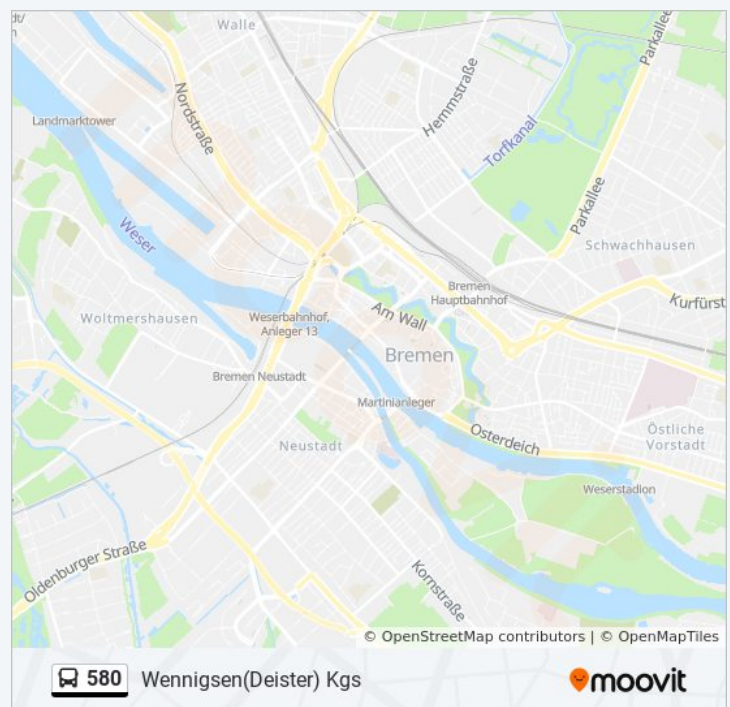 dt/
Walle
Parkallee
Hemmstraße
Nordstraße
Landmarktower
Torfkanal
Parkallee
Weser
Schwachhausen
Bremen
Hauptbahnhof
Kurfürst
Woltmershausen
Weserbahnhof,
Anleger 13
Am Wall
Bremen
Bremen Neustadt
Martinianleger
Neustadt
Osterdeich
Östliche
Vorstadt
Weserstadion
Oldenburger Straße
Kornstraße
© OpenStreetMap contributors | © OpenMapTiles
580 Wennigsen(Deister) Kgs
moovit